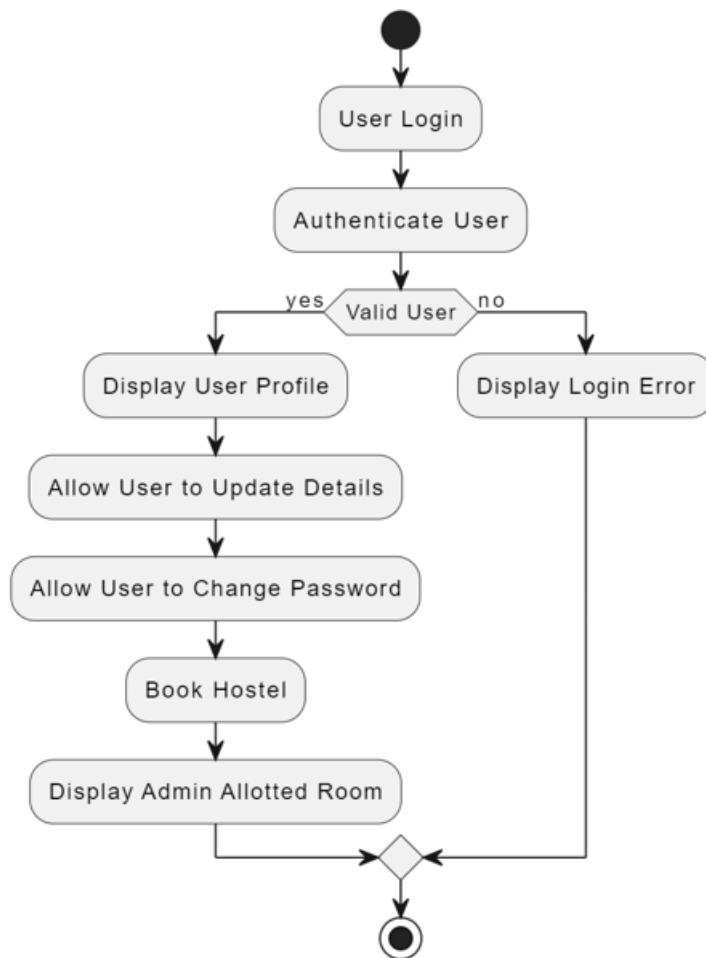 User Login
Authenticate User
yes
Valid User
no
Display User Profile
Display Login Error
Allow User to Update Details
Allow User to Change Password
Book Hostel
Display Admin Allotted Room